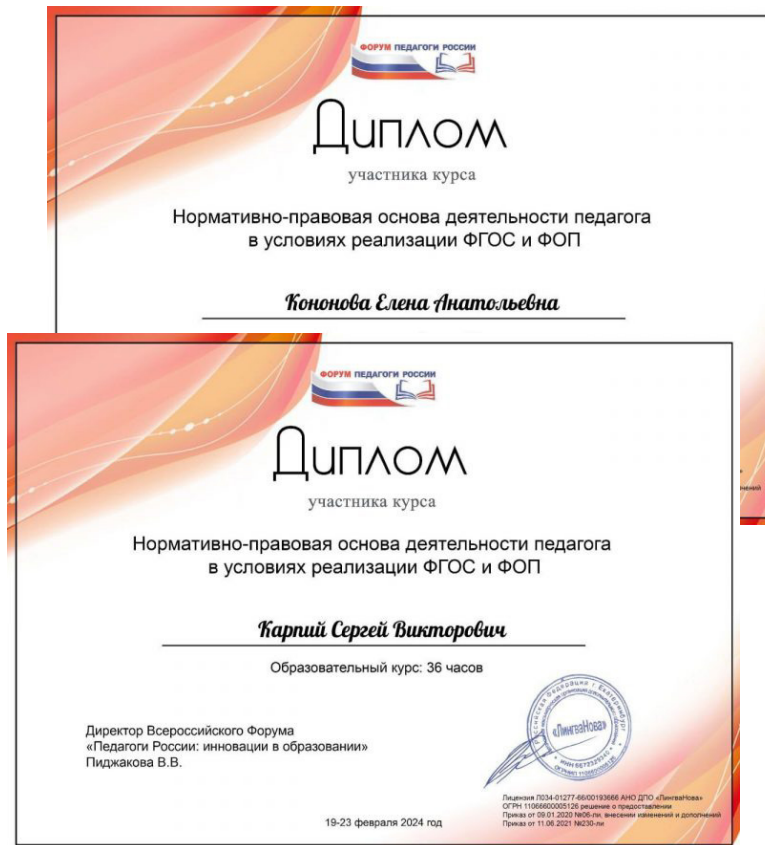 ФОРУМ ПЕДАГОГИ РОССИИ
Диплом
участника курса
Нормативно-правовая основа деятельности педагога
в условиях реализации ФГОС и ФОП
Кононова Елена Анатольевна
ФОРУМ ПЕДАГОГИ РОССИИ
Диплом
участника курса
Нормативно-правовая основа деятельности педагога
в условиях реализации ФГОС и ФОП
Карпий Сергей Викторович
Образовательный курс: 36 часов
Директор Всероссийского Форума
«Педагоги России: инновации в образовании»
Пиджакова В.В.
«ЛингваНова»
Лицензия Л034-01277-66/00193666 АНО ДПО «ЛингваНова»
ОГРН 11066600005126 решение о предоставлении
Приказ от 09.01.2020 №06-ли, внесении изменений и дополнений
Приказ от 11.06.2021 №230-ли
19-23 февраля 2024 год